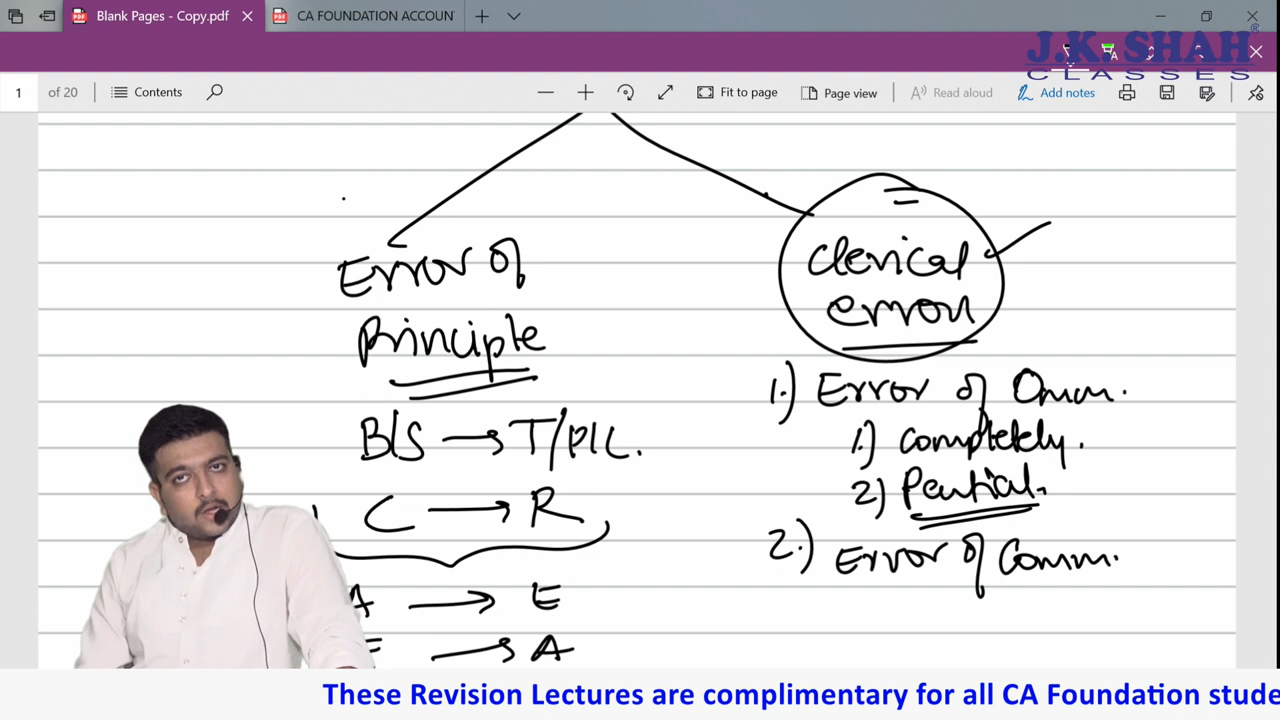 Blank Pages - Copy.pdf
CA FOUNDATION ACCOUN
J.K. SHAH®
CLASSES
1 of 20
Contents
Fit to page
Page view
Read aloud
Add notes
Error of
Principle
B/S → T/P/L.
C → R
A → E
E → A
Clerical
error
1.) Error of Omm.
1) Completely.
2) Partial.
2.) Error of Comm.
These Revision Lectures are complimentary for all CA Foundation stude